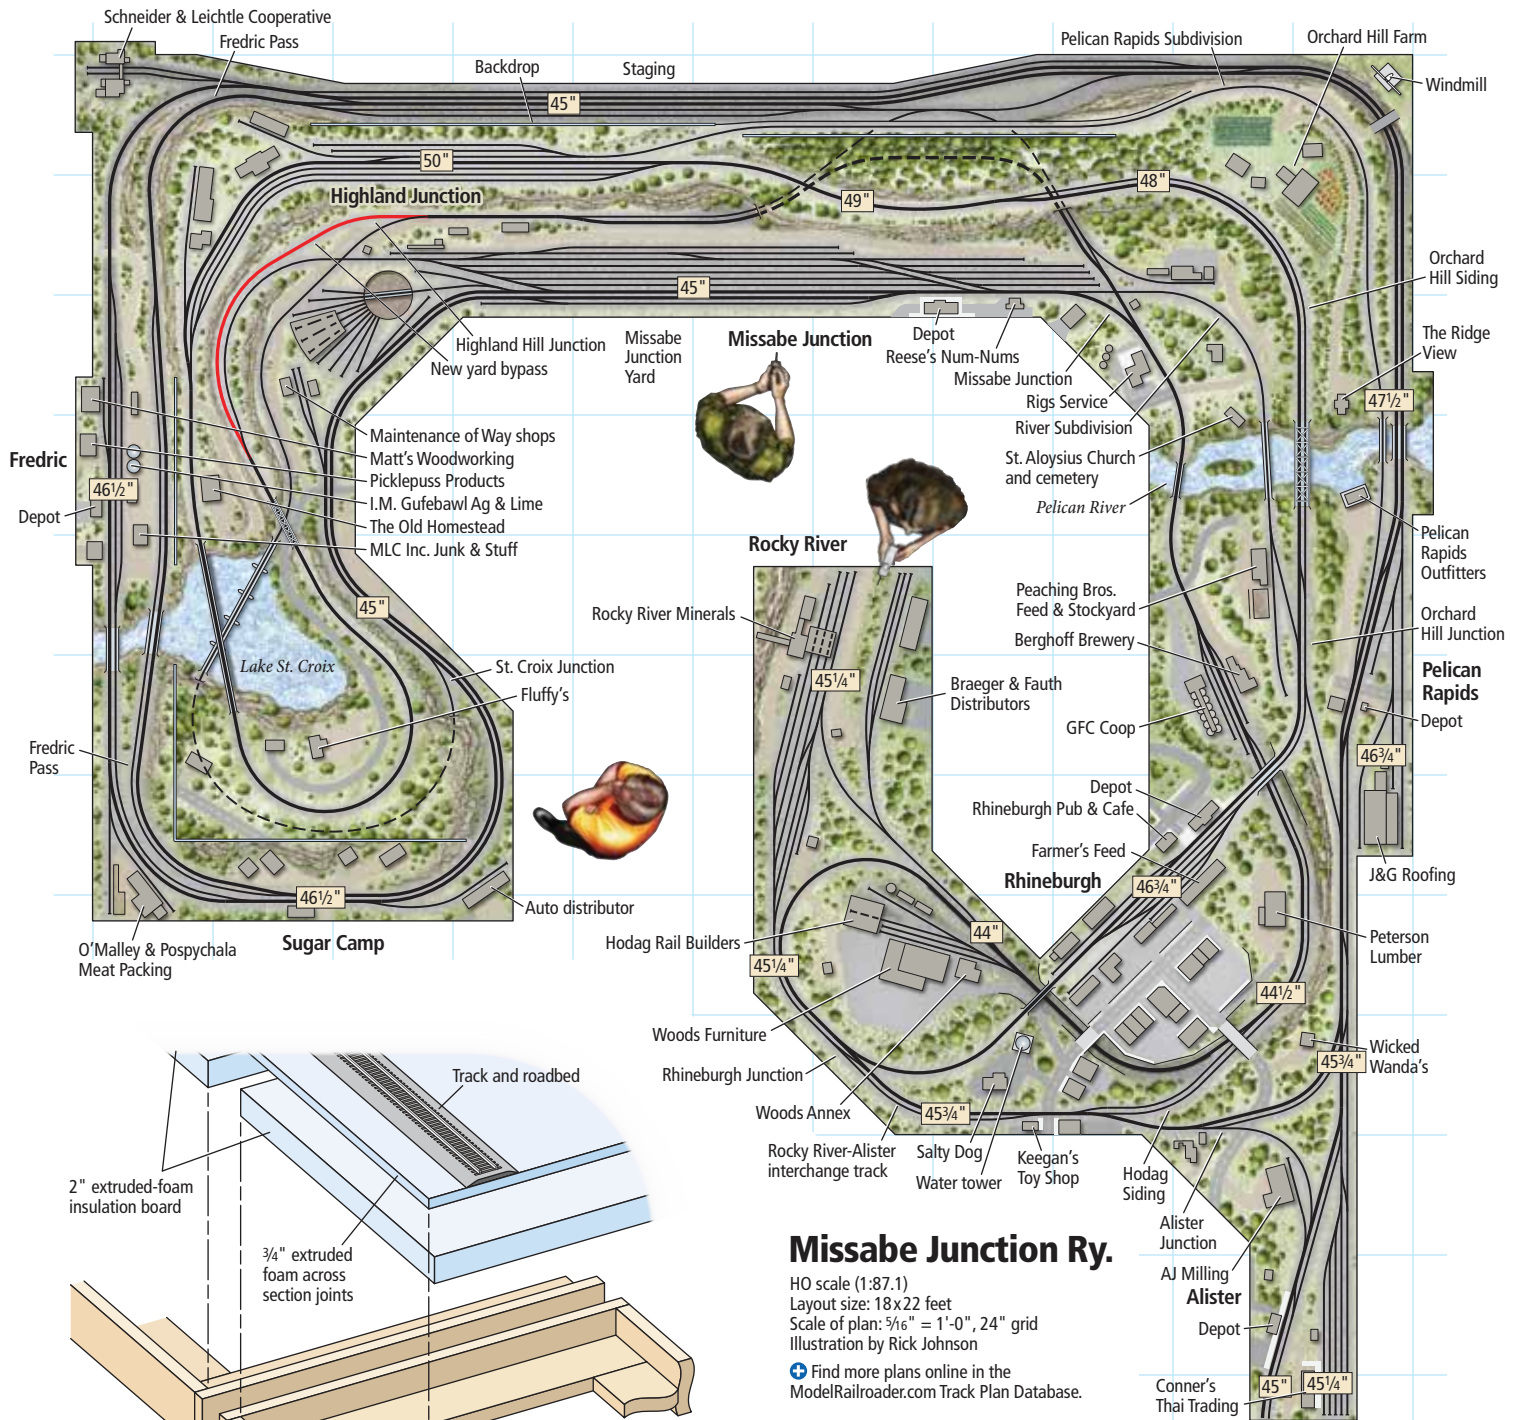 Schneider & Leichtle Cooperative
Fredric Pass
Backdrop
Staging
Pelican Rapids Subdivision
Orchard Hill Farm
Windmill
45"
50"
Highland Junction
49"
48"
45"
Orchard
Hill Siding
The Ridge
View
47½"
Highland Hill Junction
New yard bypass
Missabe
Junction
Yard
Missabe Junction
Depot
Reese's Num-Nums
Missabe Junction
Rigs Service
River Subdivision
St. Aloysius Church
and cemetery
Pelican River
Maintenance of Way shops
Matt's Woodworking
Picklepuss Products
I.M. Gufebawl Ag & Lime
The Old Homestead
MLC Inc. Junk & Stuff
Fredric
46½"
Depot
Pelican
Rapids
Outfitters
Rocky River
Peaching Bros.
Feed & Stockyard
Berghoff Brewery
Orchard
Hill Junction
Pelican
Rapids
Depot
45"
Rocky River Minerals
Lake St. Croix
St. Croix Junction
Fluffy's
45¼"
Braeger & Fauth
Distributors
GFC Coop
46¾"
Fredric
Pass
Depot
Rhineburgh Pub & Cafe
Farmer's Feed
Rhineburgh
46¾"
J&G Roofing
46½"
Auto distributor
O'Malley & Pospychala
Meat Packing
Sugar Camp
Hodag Rail Builders
44"
Peterson
Lumber
45¼"
44½"
Woods Furniture
Rhineburgh Junction
Woods Annex
Wicked
Wanda's
45¾"
45¾"
Rocky River-Alister
interchange track
Salty Dog
Water tower
Keegan's
Toy Shop
Hodag
Siding
Alister
Junction
AJ Milling
Alister
Depot
Conner's
Thai Trading
45"
45¼"
Track and roadbed
2" extruded-foam
insulation board
¾" extruded
foam across
section joints
Missabe Junction Ry.
HO scale (1:87.1)
Layout size: 18x22 feet
Scale of plan: 5/16" = 1'-0", 24" grid
Illustration by Rick Johnson
Find more plans online in the
ModelRailroader.com Track Plan Database.